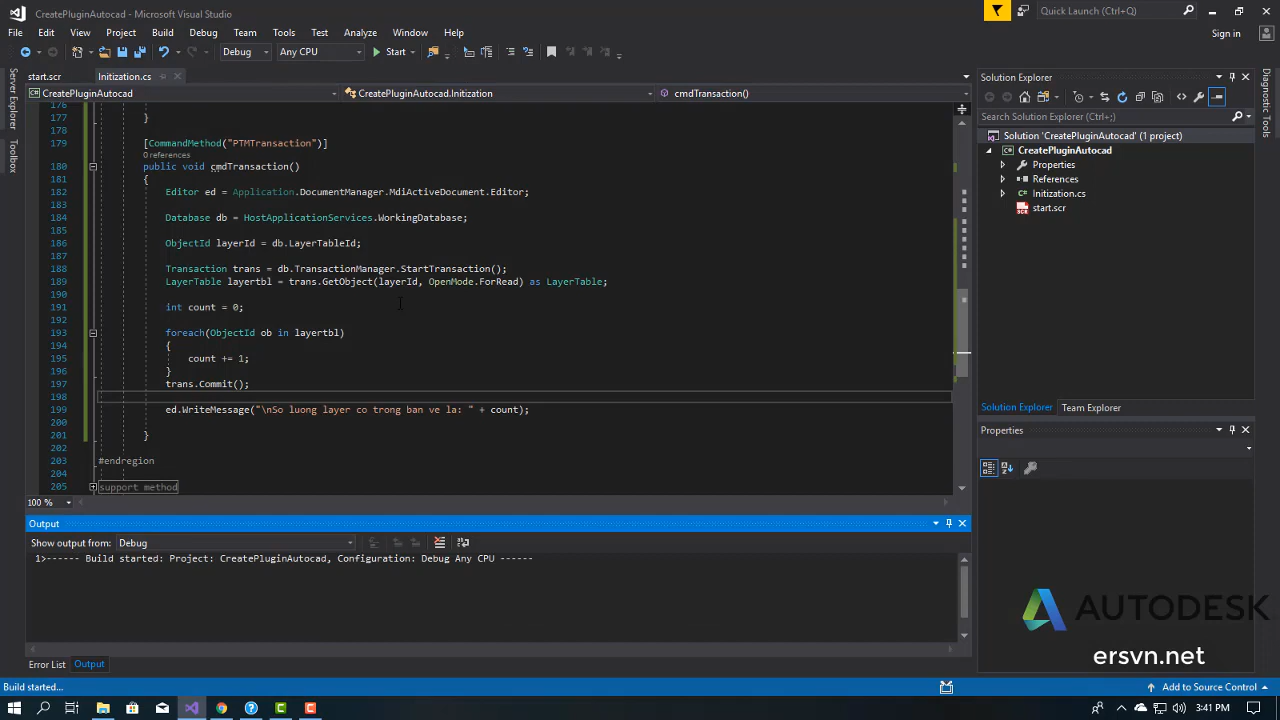 CreatePluginAutocad - Microsoft Visual Studio
Quick Launch (Ctrl+Q)
File Edit View Project Build Debug Team Tools Test Analyze Window Help
Sign in
Debug Any CPU Start
Server Explorer
Toolbox
start.scr Initization.cs
CreatePluginAutocad CreatePluginAutocad.Initization cmdTransaction()
176
177 }
178
179 [CommandMethod("PTMTransaction")]
0 references
180 public void cmdTransaction()
181 {
182 Editor ed = Application.DocumentManager.MdiActiveDocument.Editor;
183
184 Database db = HostApplicationServices.WorkingDatabase;
185
186 ObjectId layerId = db.LayerTableId;
187
188 Transaction trans = db.TransactionManager.StartTransaction();
189 LayerTable layertbl = trans.GetObject(layerId, OpenMode.ForRead) as LayerTable;
190
191 int count = 0;
192
193 foreach(ObjectId ob in layertbl)
194 {
195 count += 1;
196 }
197 trans.Commit();
198
199 ed.WriteMessage("\nSo luong layer co trong ban ve la: " + count);
200
201 }
202
203 #endregion
204
205 support method
100 %
Output
Show output from: Debug
1>------ Build started: Project: CreatePluginAutocad, Configuration: Debug Any CPU ------
Error List Output
Solution Explorer
Search Solution Explorer (Ctrl+;)
Solution 'CreatePluginAutocad' (1 project)
CreatePluginAutocad
Properties
References
Initization.cs
start.scr
Solution Explorer Team Explorer
Properties
Diagnostic Tools
AUTODESK
ersvn.net
Build started...
Add to Source Control
3:41 PM